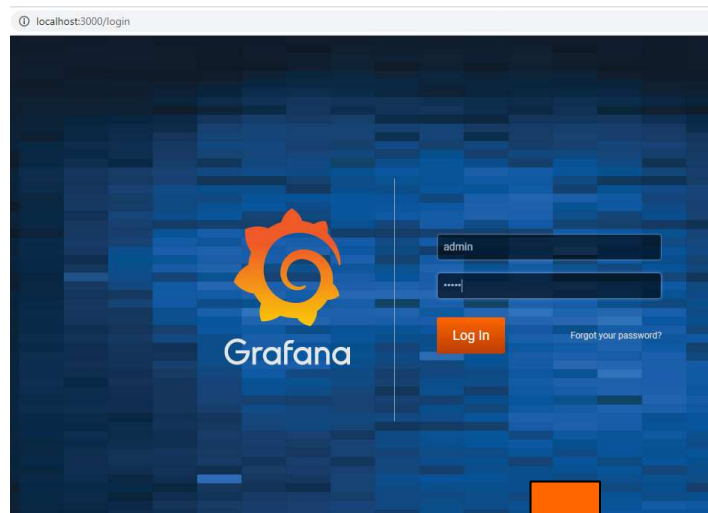 localhost:3000/login
admin
•••••
Grafana
Log In
Forgot your password?